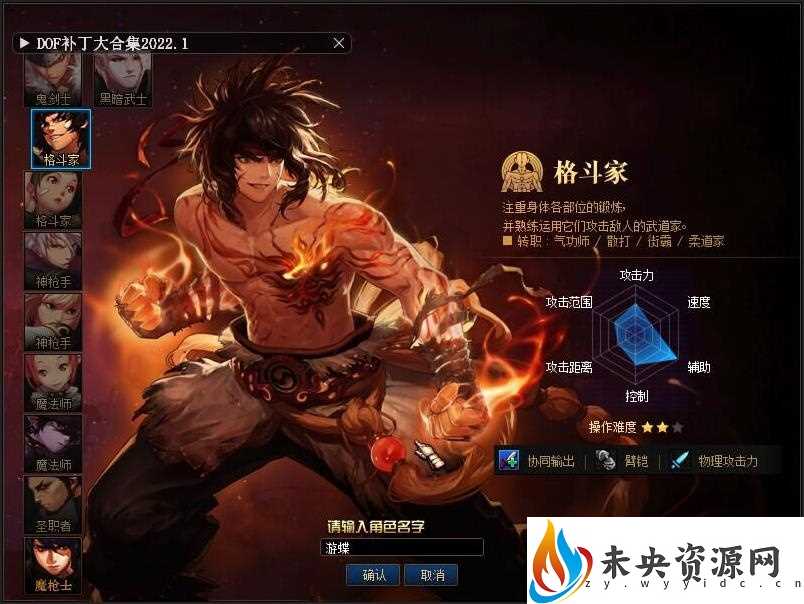 DOF补丁大合集2022.1
鬼剑士
黑暗武士
格斗家
格斗家
神枪手
神枪手
魔法师
魔法师
圣职者
魔枪士
格斗家
注重身体各部位的锻炼,
并熟练运用它们攻击敌人的武道家。
转职：气功师 / 散打 / 街霸 / 柔道家
攻击力
攻击范围
速度
攻击距离
辅助
控制
操作难度
协同输出
臂铠
物理攻击力
请输入角色名字
游蝶
确认
取消
未央资源网
zy.wyyidc.cn